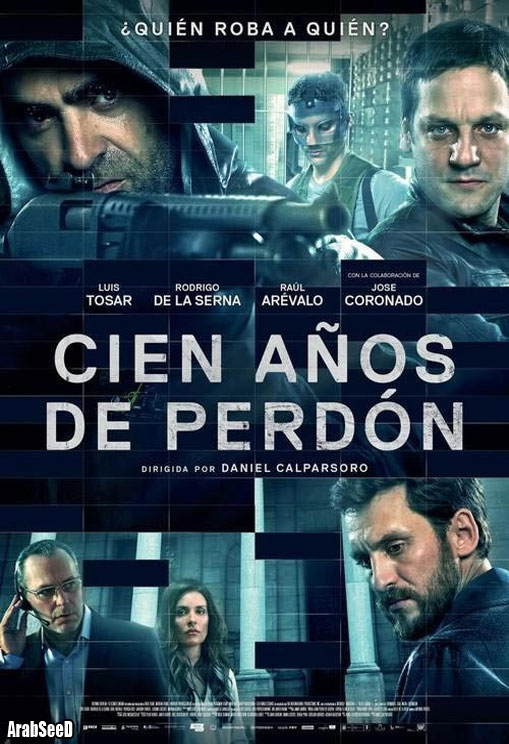 ¿QUIÉN ROBA A QUIÉN?
LUIS TOSAR
RODRIGO DE LA SERNA
RAÚL ARÉVALO
CON LA COLABORACIÓN DE JOSE CORONADO
CIEN AÑOS
DE PERDÓN
DIRIGIDA POR DANIEL CALPARSORO
ArabSeeD